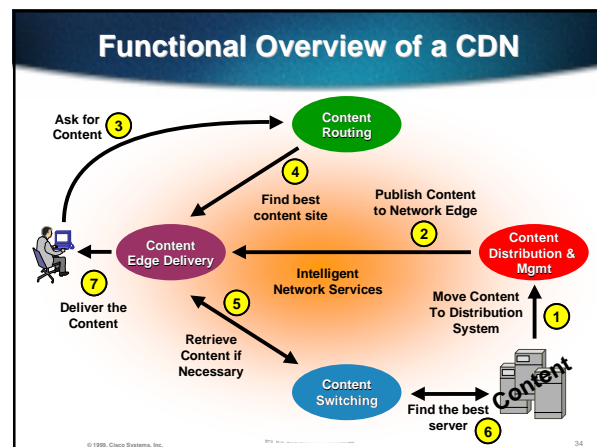 Functional Overview of a CDN
Ask for
Content
3
Content
Routing
4
Find best
content site
Publish Content
to Network Edge
2
Content
Edge Delivery
Content
Distribution &
Mgmt
7
Deliver the
Content
Intelligent
Network Services
5
Move Content
To Distribution
System
1
Retrieve
Content if
Necessary
Content
Switching
Content
Find the best
server
6
© 1999, Cisco Systems, Inc.
34